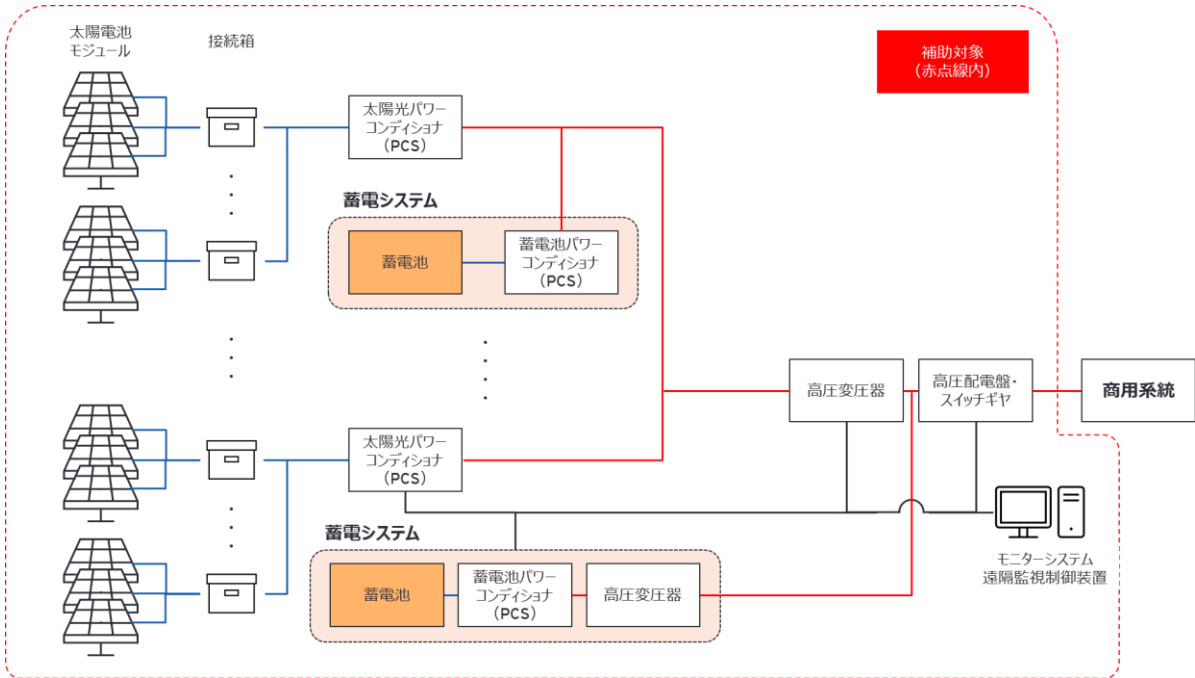 太陽電池
モジュール
接続箱
補助対象
(赤点線内)
太陽光パワー
コンディショナ
(PCS)
蓄電システム
蓄電池
蓄電池パワー
コンディショナ
(PCS)
高圧変圧器
高圧配電盤・
スイッチギヤ
商用系統
太陽光パワー
コンディショナ
(PCS)
蓄電システム
蓄電池
蓄電池パワー
コンディショナ
(PCS)
高圧変圧器
モニターシステム
遠隔監視制御装置